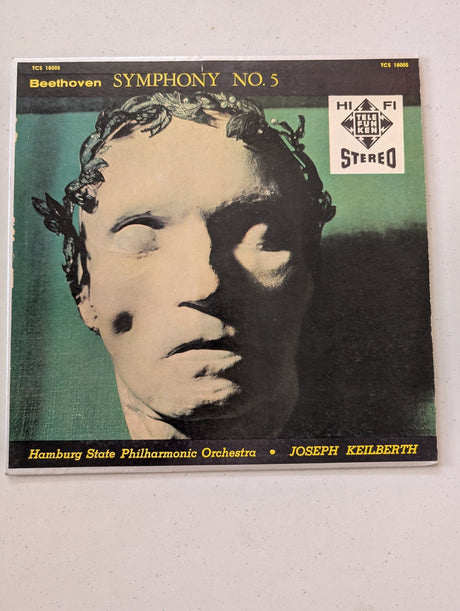 TCS 18005
TCS 18005
Beethoven SYMPHONY NO. 5
HI FI
TELE
FUN
KEN
STEREO
Hamburg State Philharmonic Orchestra • JOSEPH KEILBERTH